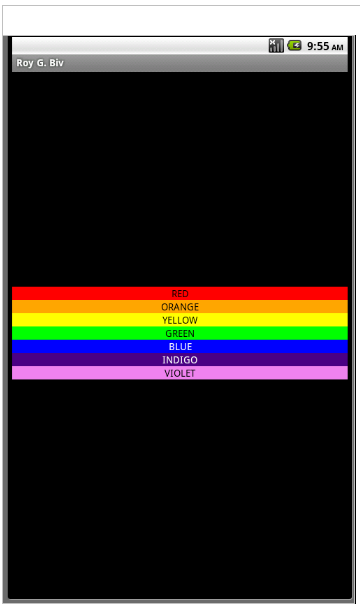 9:55 AM
Roy G. Biv
RED
ORANGE
YELLOW
GREEN
BLUE
INDIGO
VIOLET